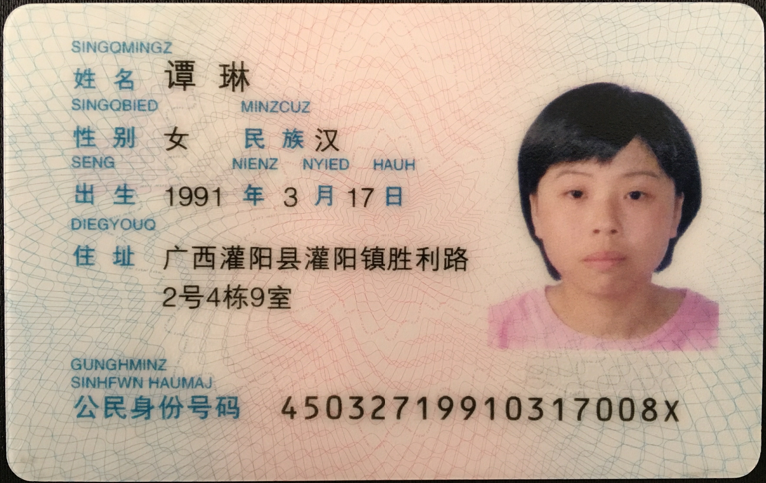 SINGQMINGZ
姓名 谭琳
SINGQBIED MINZCUZ
性别 女 民族 汉
SENG NIENZ NYIED HAUH
出生 1991 年 3 月 17 日
DIEGYOUQ
住址 广西灌阳县灌阳镇胜利路
2号4栋9室
GUNGHMINZ
SINHFWN HAUMAJ
公民身份号码 45032719910317008X